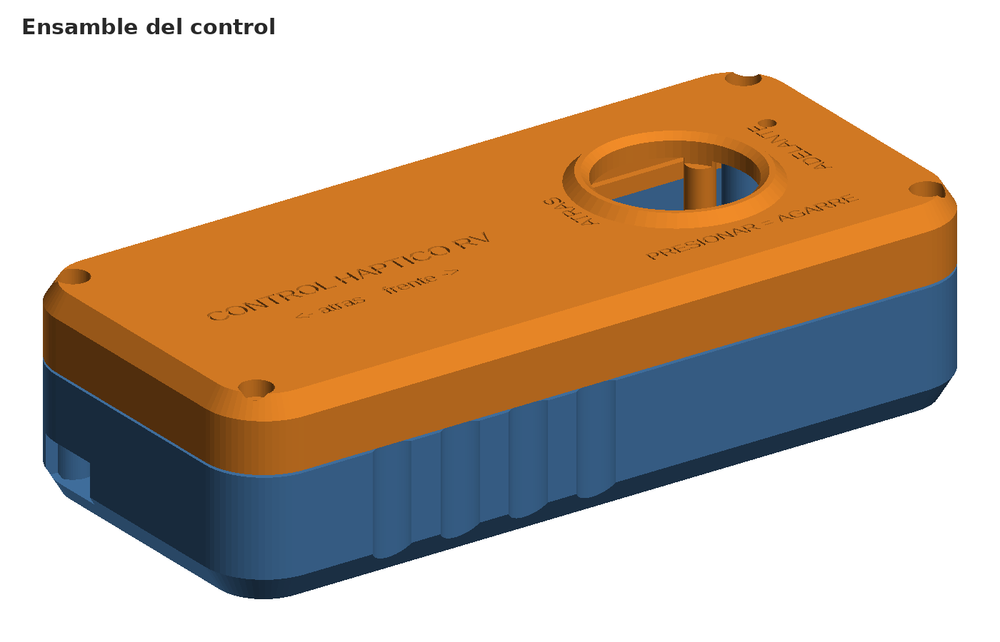 Ensamble del control
ADELANTE
ATRAS
PRESIONAR = AGARRE
CONTROL HAPTICO RV
<- atras   frente ->